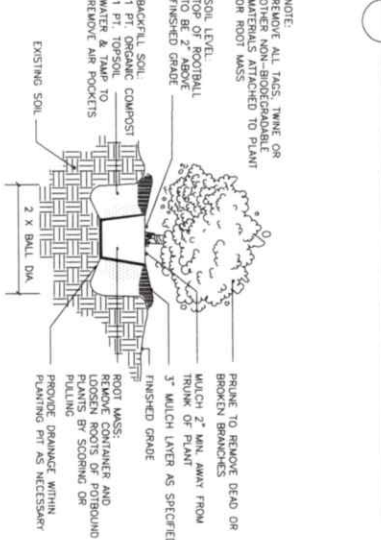 NOTE:
REMOVE ALL TAGS, TWINE OR
OTHER NON-BIODEGRADABLE
MATERIALS ATTACHED TO PLANT
OR ROOT MASS
SOIL LEVEL:
TOP OF ROOTBALL
TO BE 2" ABOVE
FINISHED GRADE
BACKFILL SOIL:
1 PT. ORGANIC COMPOST
1 PT. TOPSOIL
WATER & TAMP TO
REMOVE AIR POCKETS
EXISTING SOIL
2 X BALL DIA.
PRUNE TO REMOVE DEAD OR
BROKEN BRANCHES
MULCH 2" MIN. AWAY FROM
TRUNK OF PLANT
3" MULCH LAYER AS SPECIFIE
FINISHED GRADE
ROOT MASS:
REMOVE CONTAINER AND
LOOSEN ROOTS OF POTBOUND
PLANTS BY SCORING OR
PULLING
PROVIDE DRAINAGE WITHIN
PLANTING PIT AS NECESSARY